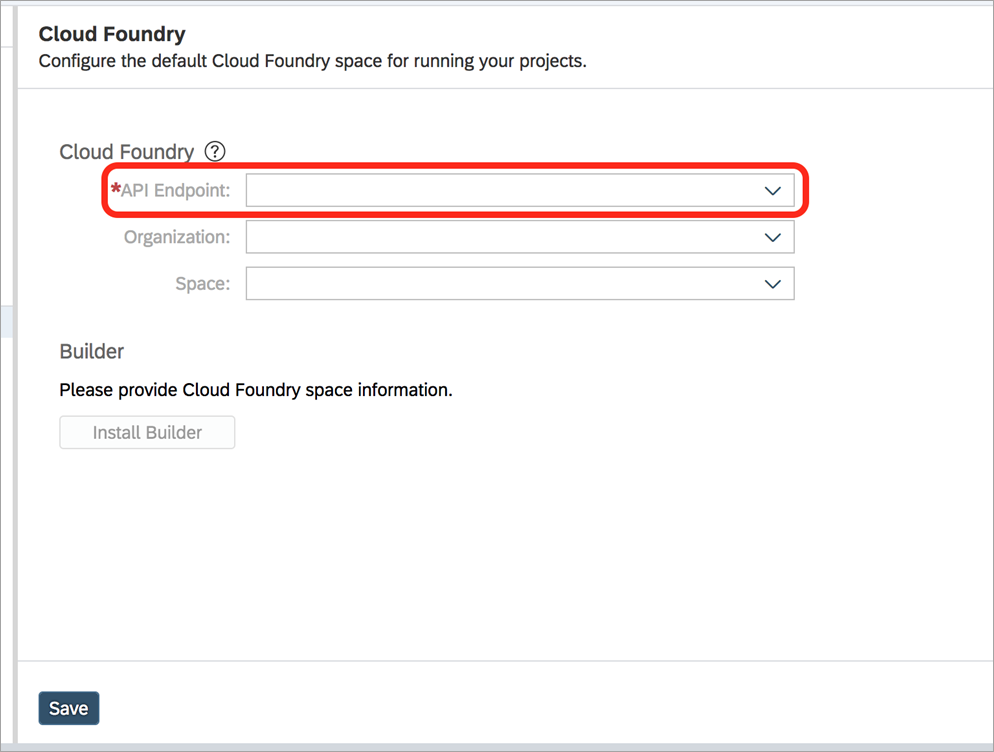 Cloud Foundry
Configure the default Cloud Foundry space for running your projects.
Cloud Foundry ?
*API Endpoint:
Organization:
Space:
Builder
Please provide Cloud Foundry space information.
Install Builder
Save